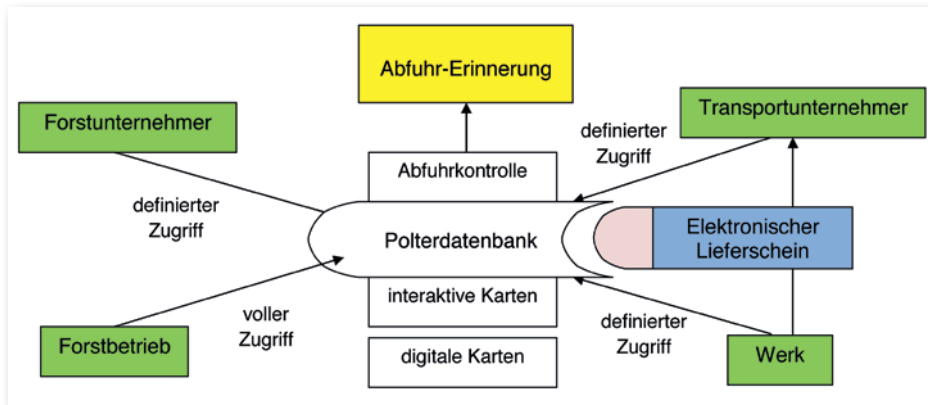 Abfuhr-Erinnerung
Forstunternehmer
Transportunternehmer
definierter
Zugriff
Abfuhrkontrolle
definierter
Zugriff
Elektronischer
Lieferschein
Polterdatenbank
interaktive Karten
voller
Zugriff
definierter
Zugriff
Forstbetrieb
digitale Karten
Werk